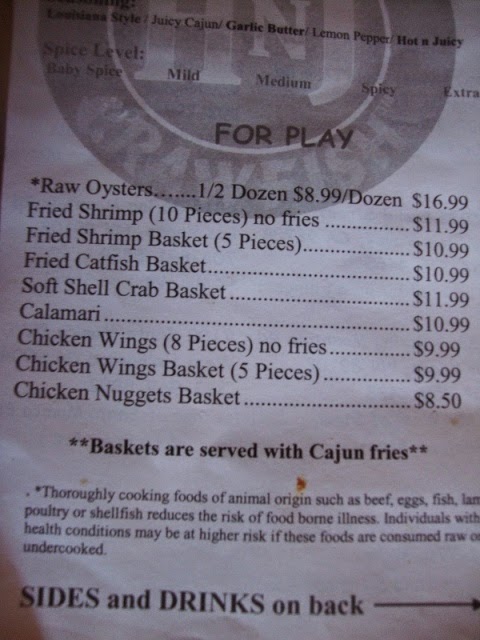 Louisiana Style / Juicy Cajun/ Garlic Butter/ Lemon Pepper/ Hot n Juicy
Spice Level:
Baby Spice Mild Medium Spicy Extra
HNJ
CRAWFISH
FOR PLAY
*Raw Oysters.......1/2 Dozen $8.99/Dozen $16.99
Fried Shrimp (10 Pieces) no fries ...............$11.99
Fried Shrimp Basket (5 Pieces)....................$10.99
Fried Catfish Basket.....................................$10.99
Soft Shell Crab Basket.................................$11.99
Calamari........................................................$10.99
Chicken Wings (8 Pieces) no fries...............$9.99
Chicken Wings Basket (5 Pieces).................$9.99
Chicken Nuggets Basket...............................$8.50
**Baskets are served with Cajun fries**
. *Thoroughly cooking foods of animal origin such as beef, eggs, fish, lam
poultry or shellfish reduces the risk of food borne illness. Individuals with
health conditions may be at higher risk if these foods are consumed raw o
undercooked.
SIDES and DRINKS on back